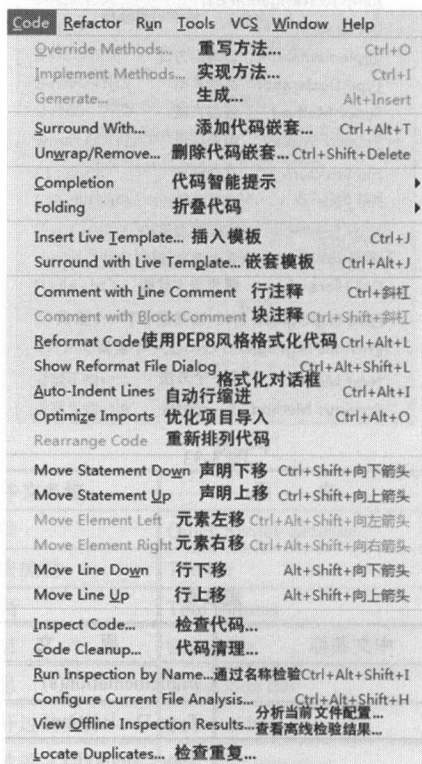 Code Refactor Run Tools VCS Window Help
Override Methods... 重写方法... Ctrl+O
Implement Methods... 实现方法... Ctrl+I
Generate... 生成... Alt+Insert
Surround With... 添加代码嵌套... Ctrl+Alt+T
Unwrap/Remove... 删除代码嵌套... Ctrl+Shift+Delete
Completion 代码智能提示
Folding 折叠代码
Insert Live Template... 插入模板 Ctrl+J
Surround with Live Template... 嵌套模板 Ctrl+Alt+J
Comment with Line Comment 行注释 Ctrl+斜杠
Comment with Block Comment 块注释 Ctrl+Shift+斜杠
Reformat Code 使用PEP8风格格式化代码 Ctrl+Alt+L
Show Reformat File Dialog 格式化对话框 Ctrl+Alt+Shift+L
Auto-Indent Lines 自动行缩进 Ctrl+Alt+I
Optimize Imports 优化项目导入 Ctrl+Alt+O
Rearrange Code 重新排列代码
Move Statement Down 声明下移 Ctrl+Shift+向下箭头
Move Statement Up 声明上移 Ctrl+Shift+向上箭头
Move Element Left 元素左移 Ctrl+Alt+Shift+向左箭头
Move Element Right 元素右移 Ctrl+Alt+Shift+向右箭头
Move Line Down 行下移 Alt+Shift+向下箭头
Move Line Up 行上移 Alt+Shift+向上箭头
Inspect Code... 检查代码...
Code Cleanup... 代码清理...
Run Inspection by Name... 通过名称检验 Ctrl+Alt+Shift+I
Configure Current File Analysis... 分析当前文件配置... Ctrl+Alt+Shift+H
View Offline Inspection Results... 查看离线检验结果...
Locate Duplicates... 检查重复...